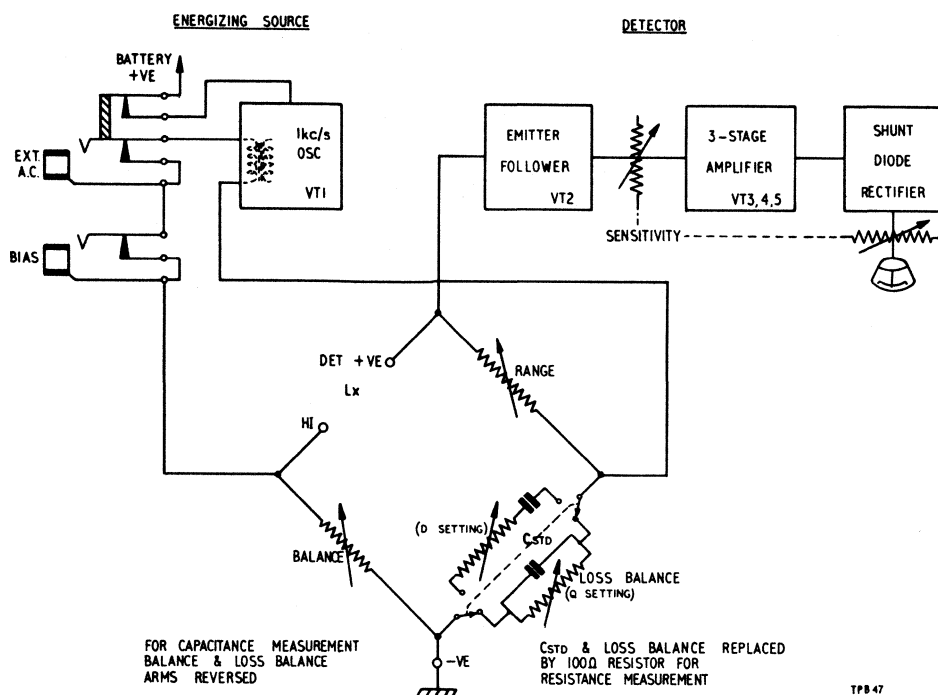 ENERGIZING SOURCE
DETECTOR
BATTERY
+VE
EXT.
A.C.
BIAS
1kc/s
OSC
VT1
EMITTER
FOLLOWER
VT2
3-STAGE
AMPLIFIER
VT3,4,5
SHUNT
DIODE
RECTIFIER
SENSITIVITY
DET +VE
Lx
HI
RANGE
BALANCE
(D SETTING)
CSTD
LOSS BALANCE
(Q SETTING)
-VE
FOR CAPACITANCE MEASUREMENT
BALANCE & LOSS BALANCE
ARMS REVERSED
CSTD & LOSS BALANCE REPLACED
BY 100Ω RESISTOR FOR
RESISTANCE MEASUREMENT
TPB 47